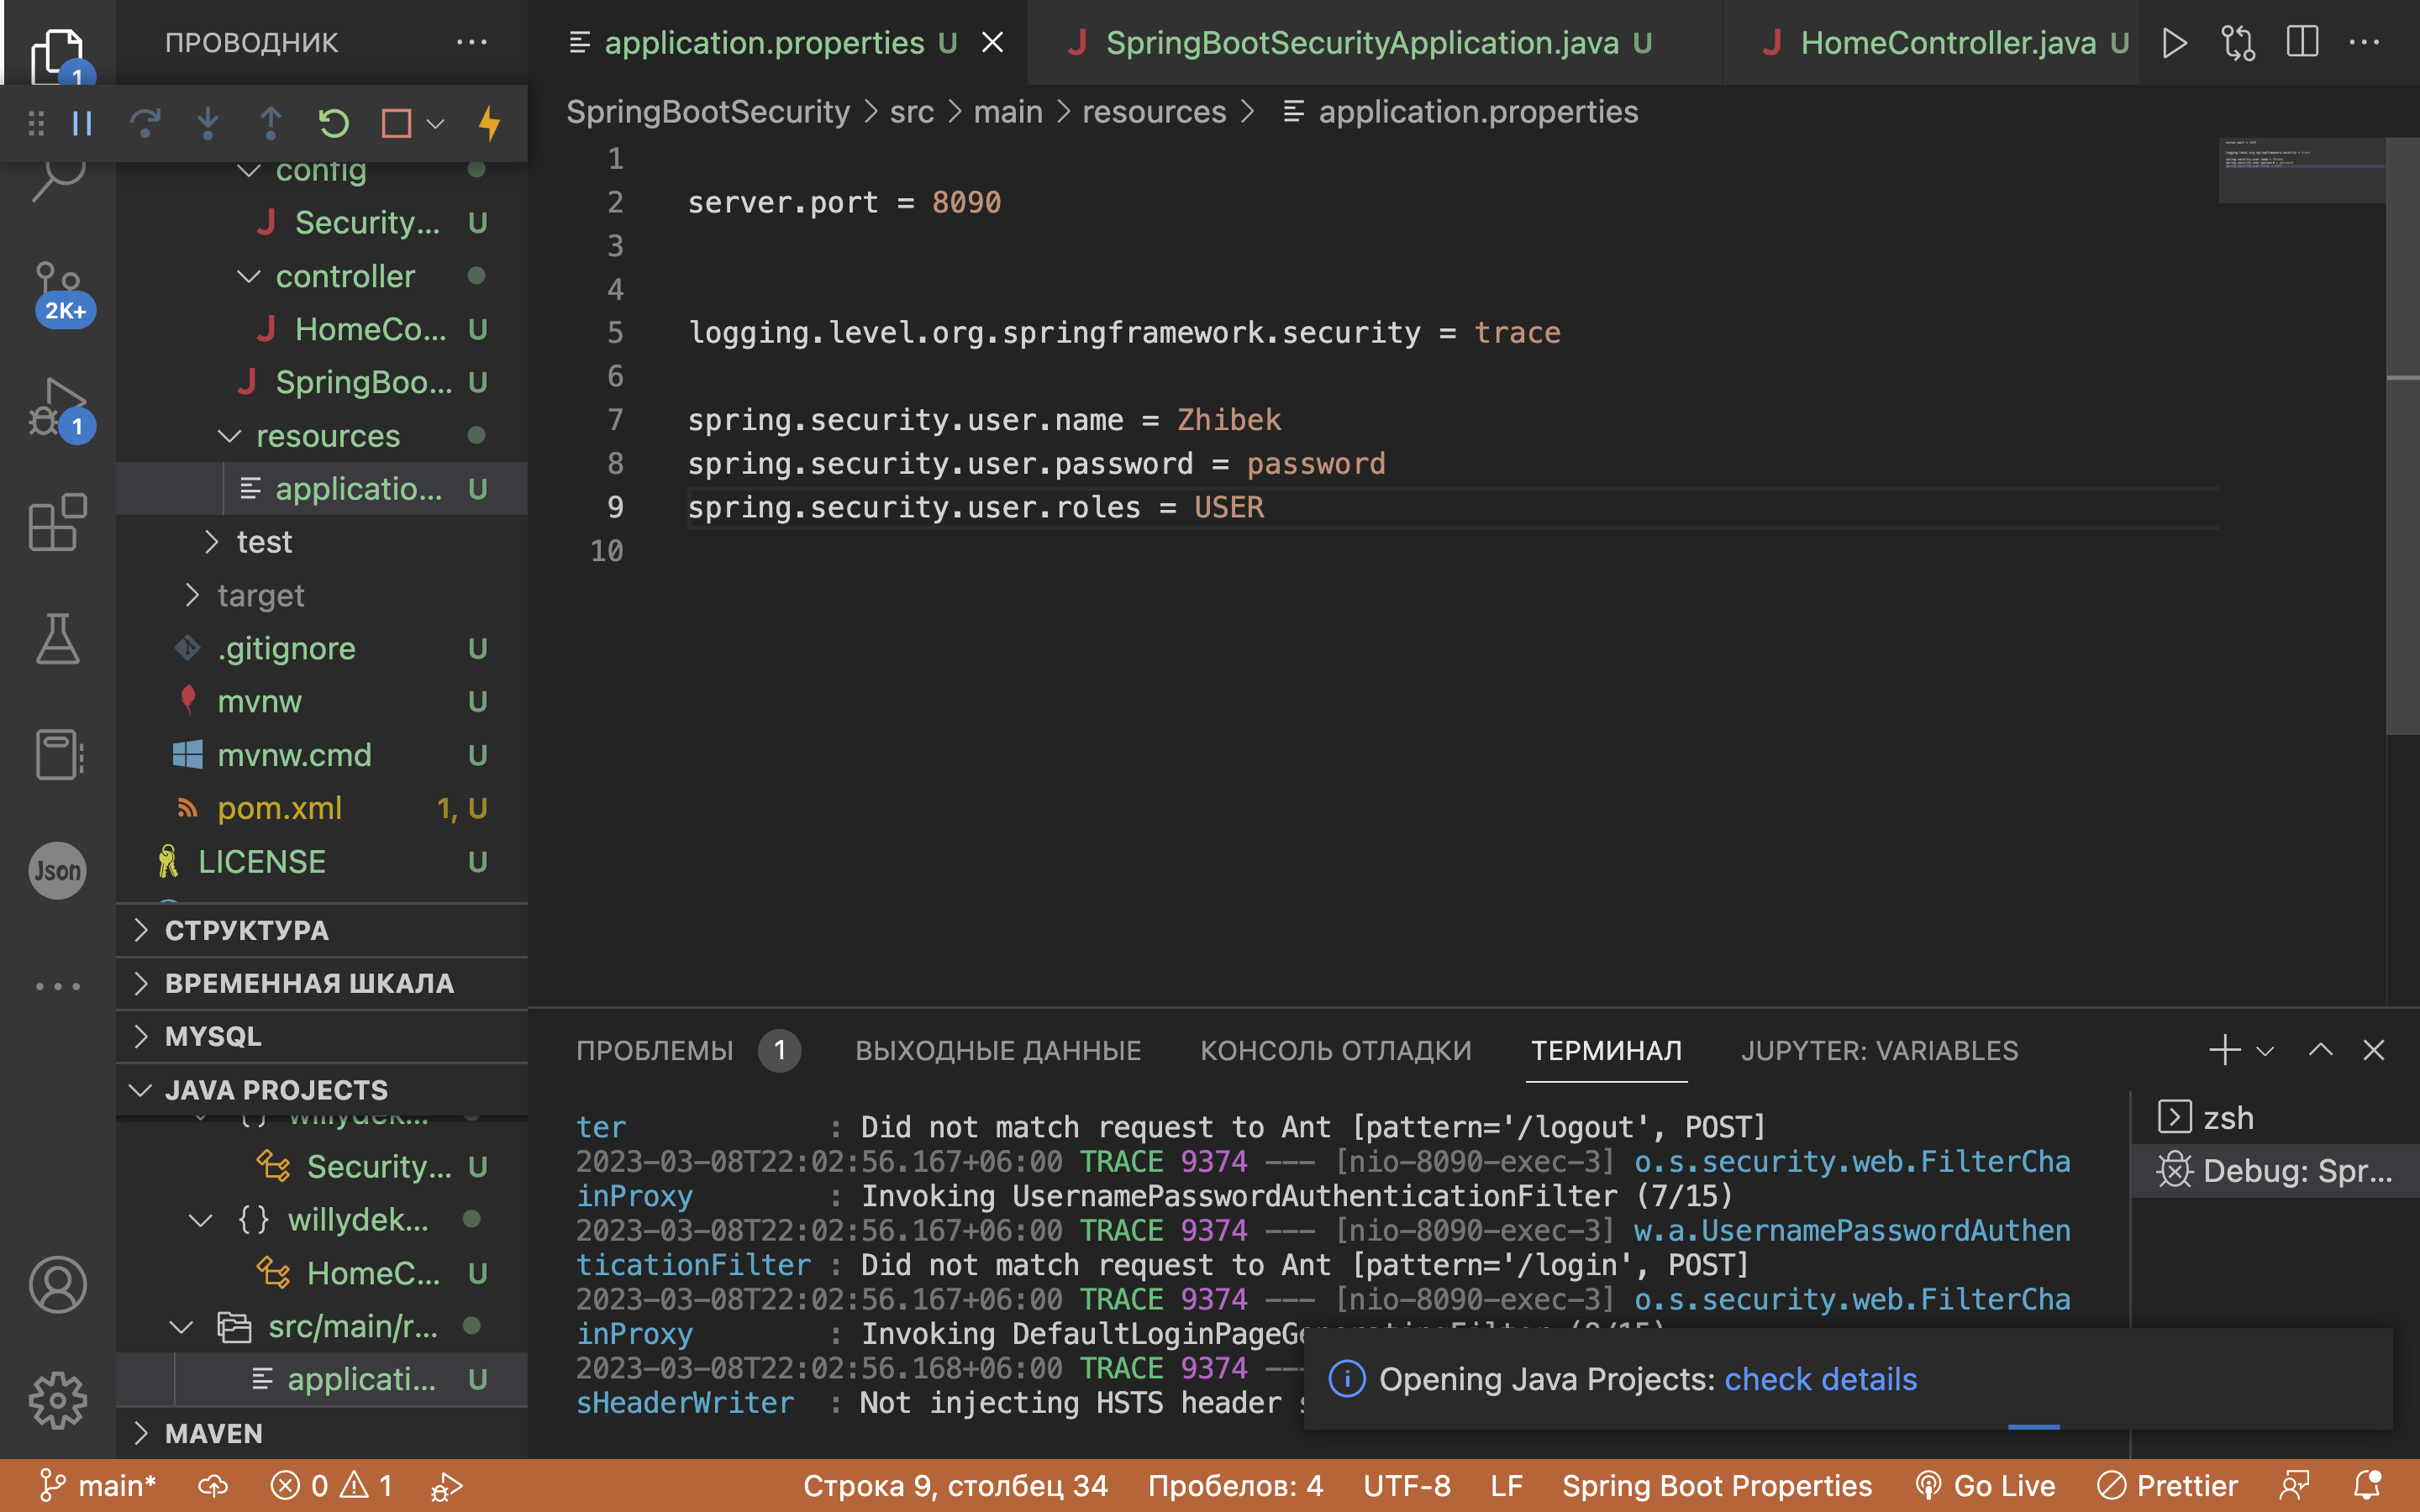 ПРОВОДНИК
application.properties U
SpringBootSecurityApplication.java U
HomeController.java U
1
SpringBootSecurity > src > main > resources > application.properties
config
Security... U
controller
HomeCo... U
SpringBoo... U
resources
applicatio... U
test
target
.gitignore U
mvnw U
mvnw.cmd U
pom.xml 1, U
LICENSE U
2K+
1
Json
СТРУКТУРА
ВРЕМЕННАЯ ШКАЛА
MYSQL
JAVA PROJECTS
willydek...
Security... U
{} willydek...
HomeC... U
src/main/r...
applicati... U
MAVEN
1
2 server.port = 8090
3
4
5 logging.level.org.springframework.security = trace
6
7 spring.security.user.name = Zhibek
8 spring.security.user.password = password
9 spring.security.user.roles = USER
10
ПРОБЛЕМЫ 1 ВЫХОДНЫЕ ДАННЫЕ КОНСОЛЬ ОТЛАДКИ ТЕРМИНАЛ JUPYTER: VARIABLES
ter : Did not match request to Ant [pattern='/logout', POST]
2023-03-08T22:02:56.167+06:00 TRACE 9374 --- [nio-8090-exec-3] o.s.security.web.FilterCha
inProxy : Invoking UsernamePasswordAuthenticationFilter (7/15)
2023-03-08T22:02:56.167+06:00 TRACE 9374 --- [nio-8090-exec-3] w.a.UsernamePasswordAuthen
ticationFilter : Did not match request to Ant [pattern='/login', POST]
2023-03-08T22:02:56.167+06:00 TRACE 9374 --- [nio-8090-exec-3] o.s.security.web.FilterCha
inProxy : Invoking DefaultLoginPageGeneratingFilter (8/15)
2023-03-08T22:02:56.168+06:00 TRACE 9374 ---
sHeaderWriter : Not injecting HSTS header
zsh
Debug: Spr...
Opening Java Projects: check details
main* 0 1 Строка 9, столбец 34 Пробелов: 4 UTF-8 LF Spring Boot Properties Go Live Prettier